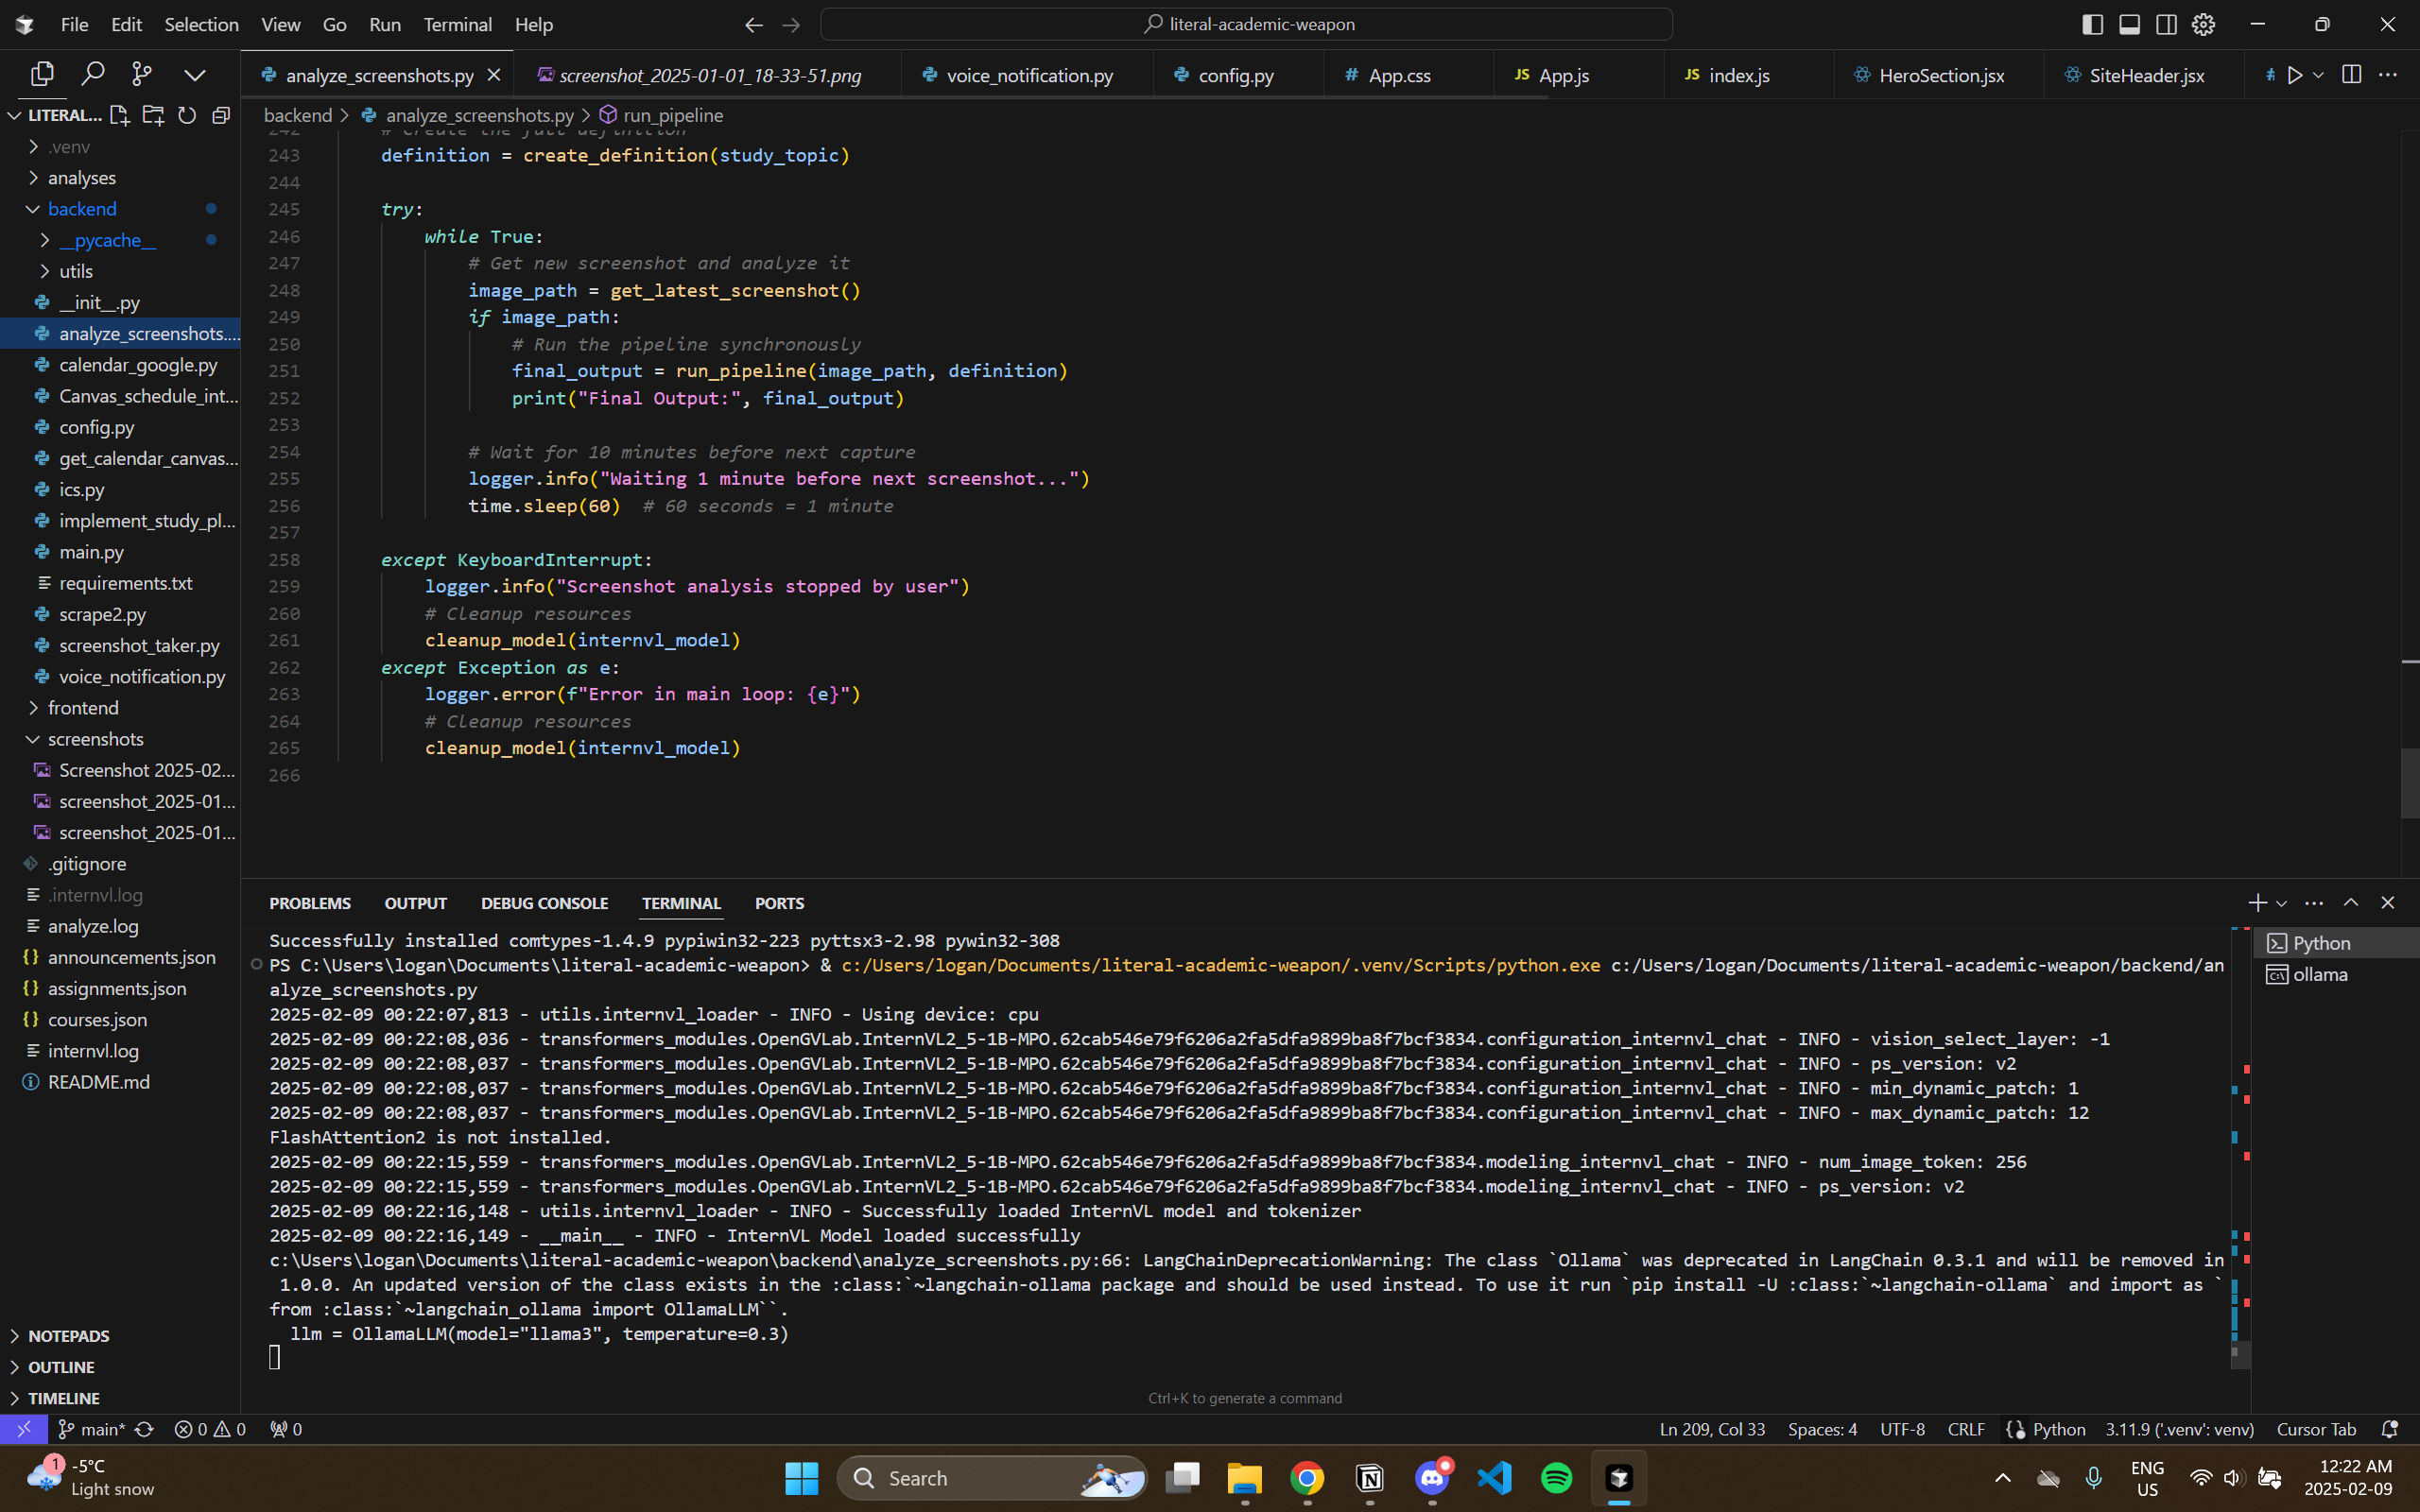 File Edit Selection View Go Run Terminal Help
literal-academic-weapon
analyze_screenshots.py
screenshot_2025-01-01_18-33-51.png
voice_notification.py
config.py
# App.css
JS App.js
JS index.js
HeroSection.jsx
SiteHeader.jsx
LITERAL...
.venv
analyses
backend
__pycache__
utils
__init__.py
analyze_screenshots....
calendar_google.py
Canvas_schedule_int...
config.py
get_calendar_canvas...
ics.py
implement_study_pl...
main.py
requirements.txt
scrape2.py
screenshot_taker.py
voice_notification.py
frontend
screenshots
Screenshot 2025-02...
screenshot_2025-01...
screenshot_2025-01...
.gitignore
.internvl.log
analyze.log
{} announcements.json
{} assignments.json
{} courses.json
internvl.log
README.md
NOTEPADS
OUTLINE
TIMELINE
backend > analyze_screenshots.py > run_pipeline
242 # Create the full definition
243 definition = create_definition(study_topic)
244
245 try:
246 while True:
247 # Get new screenshot and analyze it
248 image_path = get_latest_screenshot()
249 if image_path:
250 # Run the pipeline synchronously
251 final_output = run_pipeline(image_path, definition)
252 print("Final Output:", final_output)
253
254 # Wait for 10 minutes before next capture
255 logger.info("Waiting 1 minute before next screenshot...")
256 time.sleep(60) # 60 seconds = 1 minute
257
258 except KeyboardInterrupt:
259 logger.info("Screenshot analysis stopped by user")
260 # Cleanup resources
261 cleanup_model(internvl_model)
262 except Exception as e:
263 logger.error(f"Error in main loop: {e}")
264 # Cleanup resources
265 cleanup_model(internvl_model)
266
PROBLEMS OUTPUT DEBUG CONSOLE TERMINAL PORTS
Successfully installed comtypes-1.4.9 pypiwin32-223 pyttsx3-2.98 pywin32-308
PS C:\Users\logan\Documents\literal-academic-weapon> & c:/Users/logan/Documents/literal-academic-weapon/.venv/Scripts/python.exe c:/Users/logan/Documents/literal-academic-weapon/backend/an
alyze_screenshots.py
2025-02-09 00:22:07,813 - utils.internvl_loader - INFO - Using device: cpu
2025-02-09 00:22:08,036 - transformers_modules.OpenGVLab.InternVL2_5-1B-MPO.62cab546e79f6206a2fa5dfa9899ba8f7bcf3834.configuration_internvl_chat - INFO - vision_select_layer: -1
2025-02-09 00:22:08,037 - transformers_modules.OpenGVLab.InternVL2_5-1B-MPO.62cab546e79f6206a2fa5dfa9899ba8f7bcf3834.configuration_internvl_chat - INFO - ps_version: v2
2025-02-09 00:22:08,037 - transformers_modules.OpenGVLab.InternVL2_5-1B-MPO.62cab546e79f6206a2fa5dfa9899ba8f7bcf3834.configuration_internvl_chat - INFO - min_dynamic_patch: 1
2025-02-09 00:22:08,037 - transformers_modules.OpenGVLab.InternVL2_5-1B-MPO.62cab546e79f6206a2fa5dfa9899ba8f7bcf3834.configuration_internvl_chat - INFO - max_dynamic_patch: 12
FlashAttention2 is not installed.
2025-02-09 00:22:15,559 - transformers_modules.OpenGVLab.InternVL2_5-1B-MPO.62cab546e79f6206a2fa5dfa9899ba8f7bcf3834.modeling_internvl_chat - INFO - num_image_token: 256
2025-02-09 00:22:15,559 - transformers_modules.OpenGVLab.InternVL2_5-1B-MPO.62cab546e79f6206a2fa5dfa9899ba8f7bcf3834.modeling_internvl_chat - INFO - ps_version: v2
2025-02-09 00:22:16,148 - utils.internvl_loader - INFO - Successfully loaded InternVL model and tokenizer
2025-02-09 00:22:16,149 - __main__ - INFO - InternVL Model loaded successfully
c:\Users\logan\Documents\literal-academic-weapon\backend\analyze_screenshots.py:66: LangChainDeprecationWarning: The class `Ollama` was deprecated in LangChain 0.3.1 and will be removed in
1.0.0. An updated version of the class exists in the :class:`~langchain-ollama package and should be used instead. To use it run `pip install -U :class:`~langchain-ollama` and import as `
from :class:`~langchain_ollama import OllamaLLM``.
llm = OllamaLLM(model="llama3", temperature=0.3)
Python
ollama
Ctrl+K to generate a command
main* 0 0 0
Ln 209, Col 33 Spaces: 4 UTF-8 CRLF {} Python 3.11.9 ('.venv': venv) Cursor Tab
1
-5°C
Light snow
Search
ENG
US
12:22 AM
2025-02-09